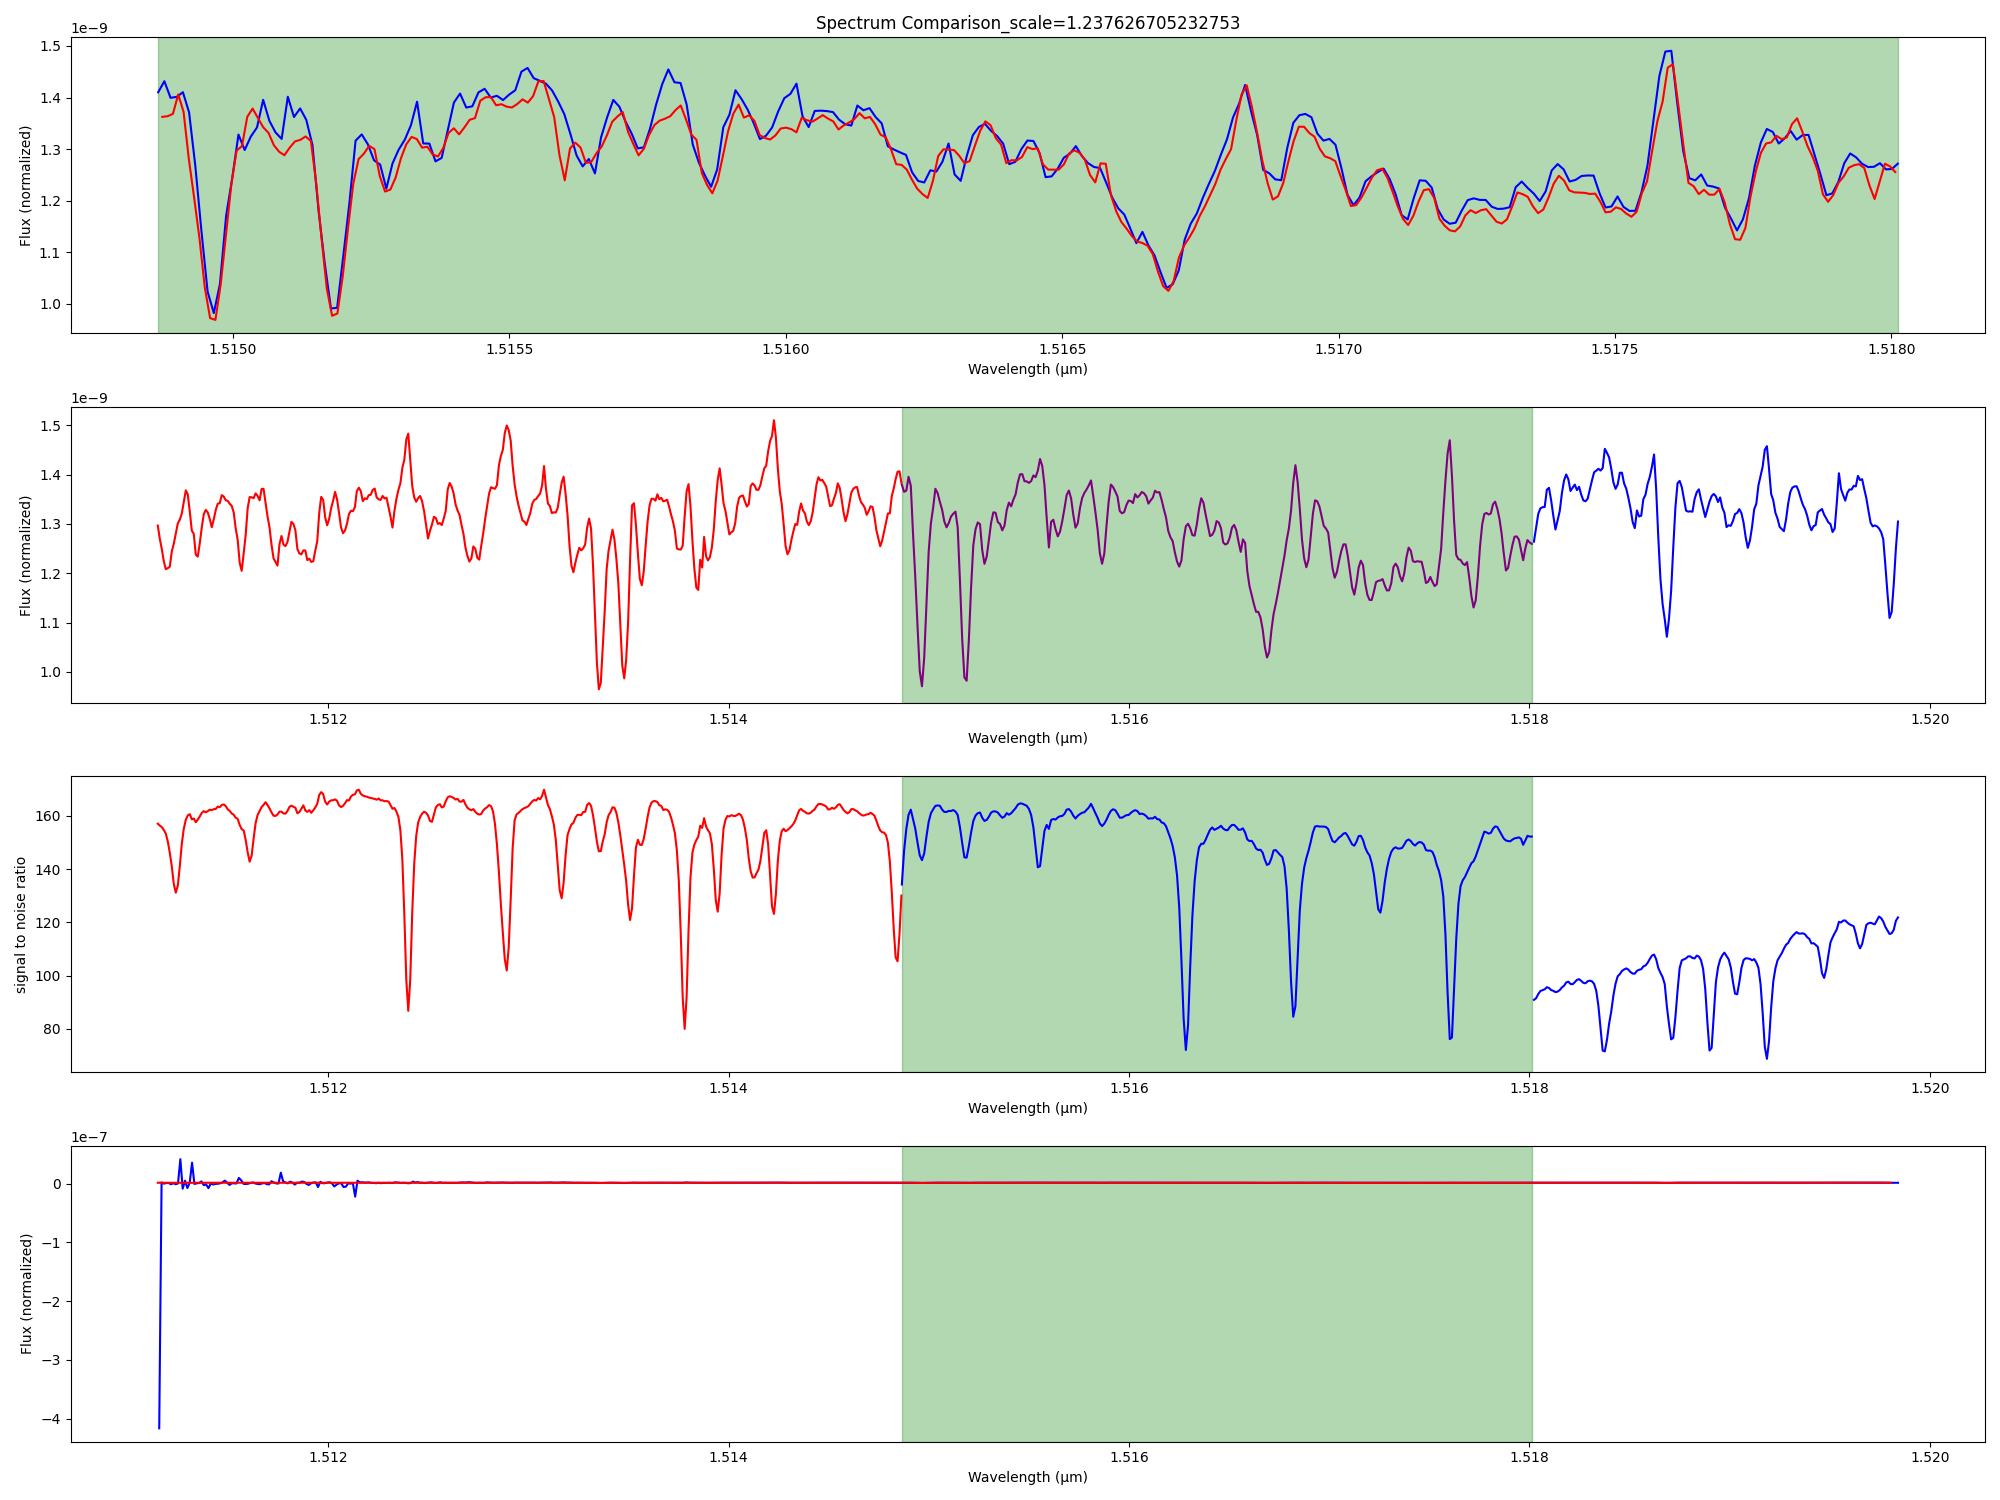 Spectrum Comparison_scale=1.237626705232753
1e−9
1.5
1.4
1.3
1.2
1.1
1.0
Flux (normalized)
1.5150 1.5155 1.5160 1.5165 1.5170 1.5175 1.5180
Wavelength (μm)
1e−9
1.5
1.4
1.3
1.2
1.1
1.0
Flux (normalized)
1.512 1.514 1.516 1.518 1.520
Wavelength (μm)
160
140
120
100
80
signal to noise ratio
1.512 1.514 1.516 1.518 1.520
Wavelength (μm)
1e−7
0
−1
−2
−3
−4
Flux (normalized)
1.512 1.514 1.516 1.518 1.520
Wavelength (μm)